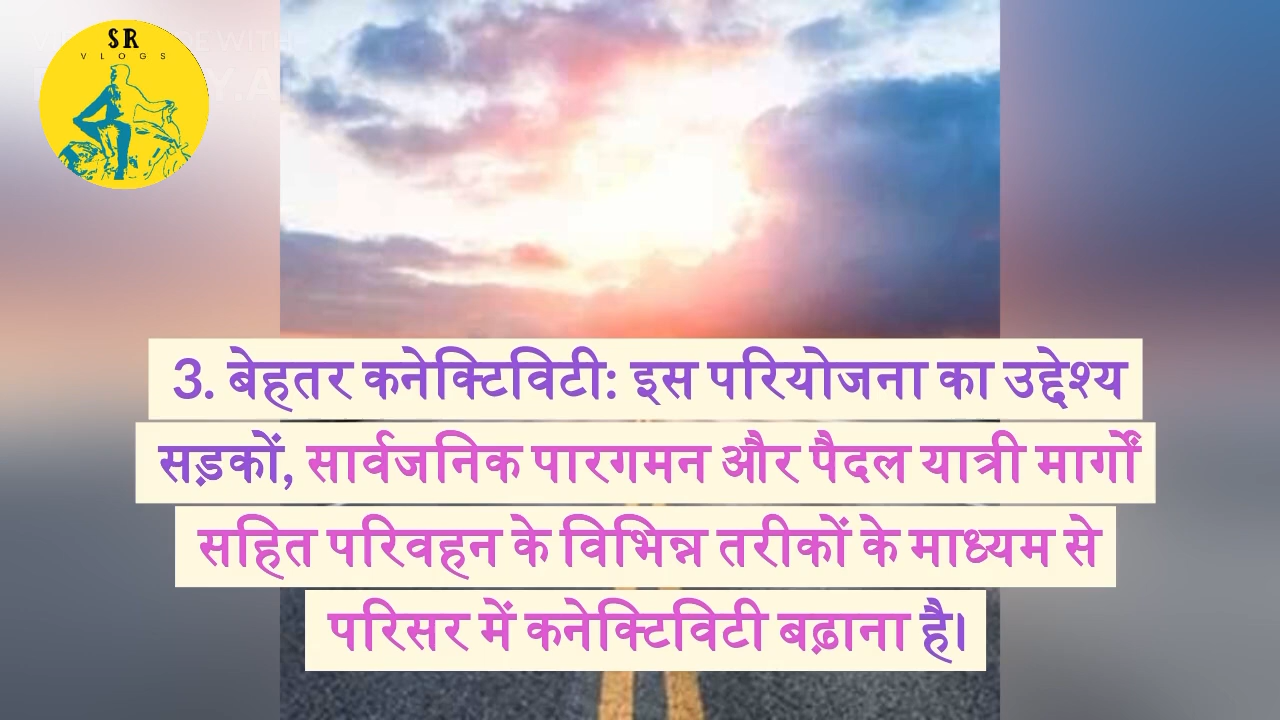 SR
VLOGS
3. बेहतर कनेक्टिविटी: इस परियोजना का उद्देश्य
सड़कों, सार्वजनिक पारगमन और पैदल यात्री मार्गों
सहित परिवहन के विभिन्न तरीकों के माध्यम से
परिसर में कनेक्टिविटी बढ़ाना है।